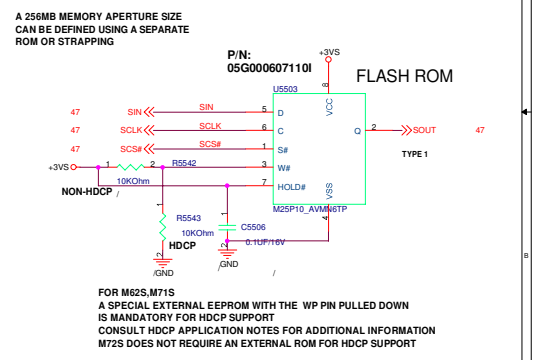 A 256MB MEMORY APERTURE SIZE
CAN BE DEFINED USING A SEPARATE
ROM OR STRAPPING
P/N:
05G000607110I
+3VS
FLASH ROM
U5503
8
VCC
47 SIN SIN 5 D
47 SCLK SCLK 6 C
47 SCS# SCS# 1 S#
Q 2 SOUT 47
TYPE 1
+3VS 1 2 R5542 3 W#
10KOhm
NON-HDCP /
7 HOLD#
VSS
4
M25P10_AVMN6TP
1
R5543
10KOhm
HDCP
2
/GND
1
C5506
0.1UF/16V
2
/GND
/
B
FOR M62S,M71S
A SPECIAL EXTERNAL EEPROM WITH THE WP PIN PULLED DOWN
IS MANDATORY FOR HDCP SUPPORT
CONSULT HDCP APPLICATION NOTES FOR ADDITIONAL INFORMATION
M72S DOES NOT REQUIRE AN EXTERNAL ROM FOR HDCP SUPPORT